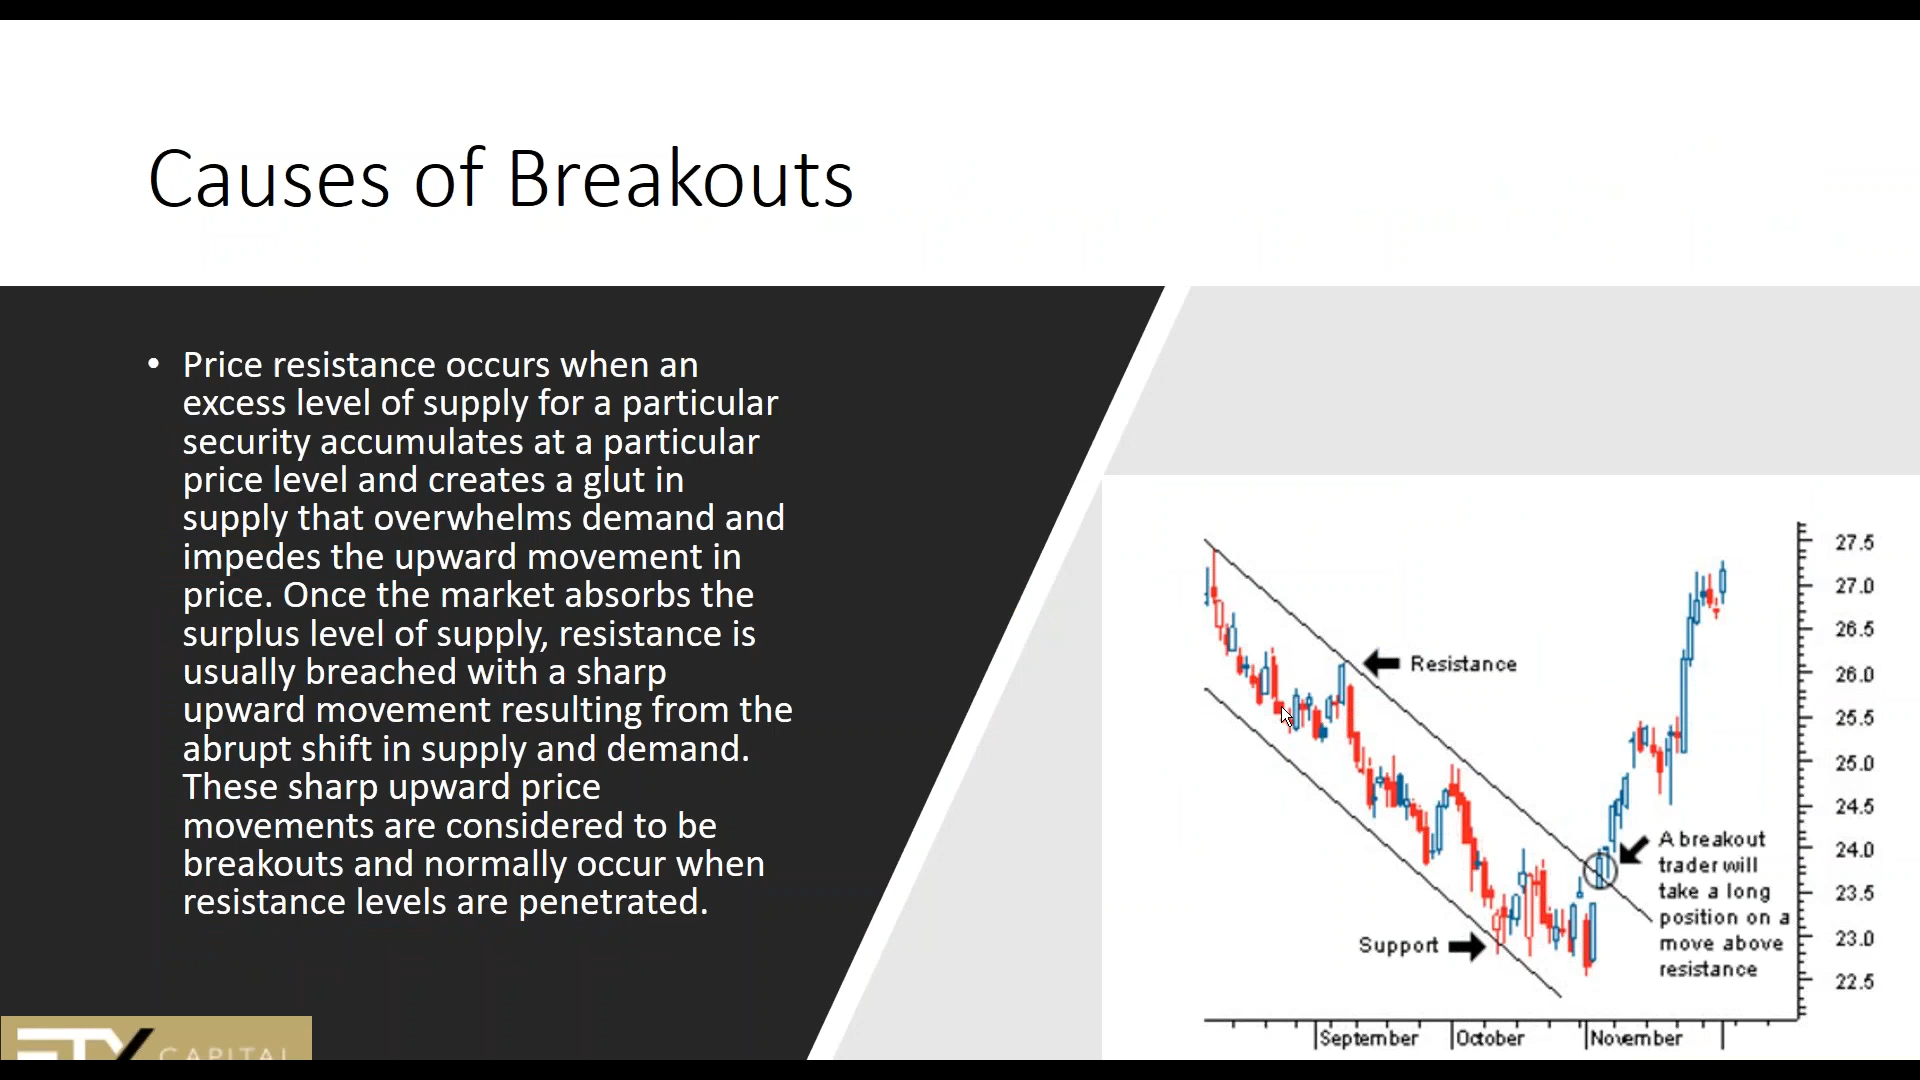 Causes of Breakouts
• Price resistance occurs when an
excess level of supply for a particular
security accumulates at a particular
price level and creates a glut in
supply that overwhelms demand and
impedes the upward movement in
price. Once the market absorbs the
surplus level of supply, resistance is
usually breached with a sharp
upward movement resulting from the
abrupt shift in supply and demand.
These sharp upward price
movements are considered to be
breakouts and normally occur when
resistance levels are penetrated.
27.5
27.0
26.5
26.0
25.5
25.0
24.5
24.0
23.5
23.0
22.5
Resistance
A breakout
trader will
take a long
position on a
move above
resistance
Support
September
October
November
CAPITAL